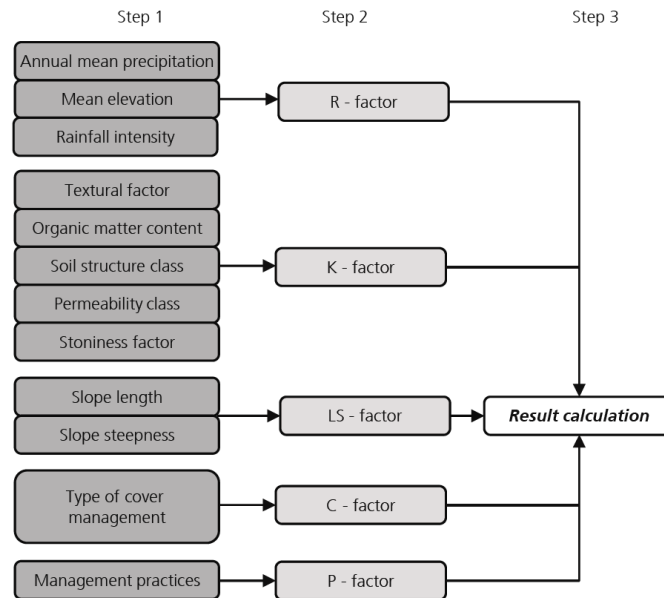 Step 1 Step 2 Step 3
Annual mean precipitation
Mean elevation
Rainfall intensity
R - factor
Textural factor
Organic matter content
Soil structure class
Permeability class
Stoniness factor
K - factor
Slope length
Slope steepness
LS - factor
Result calculation
Type of cover
management
C - factor
Management practices
P - factor